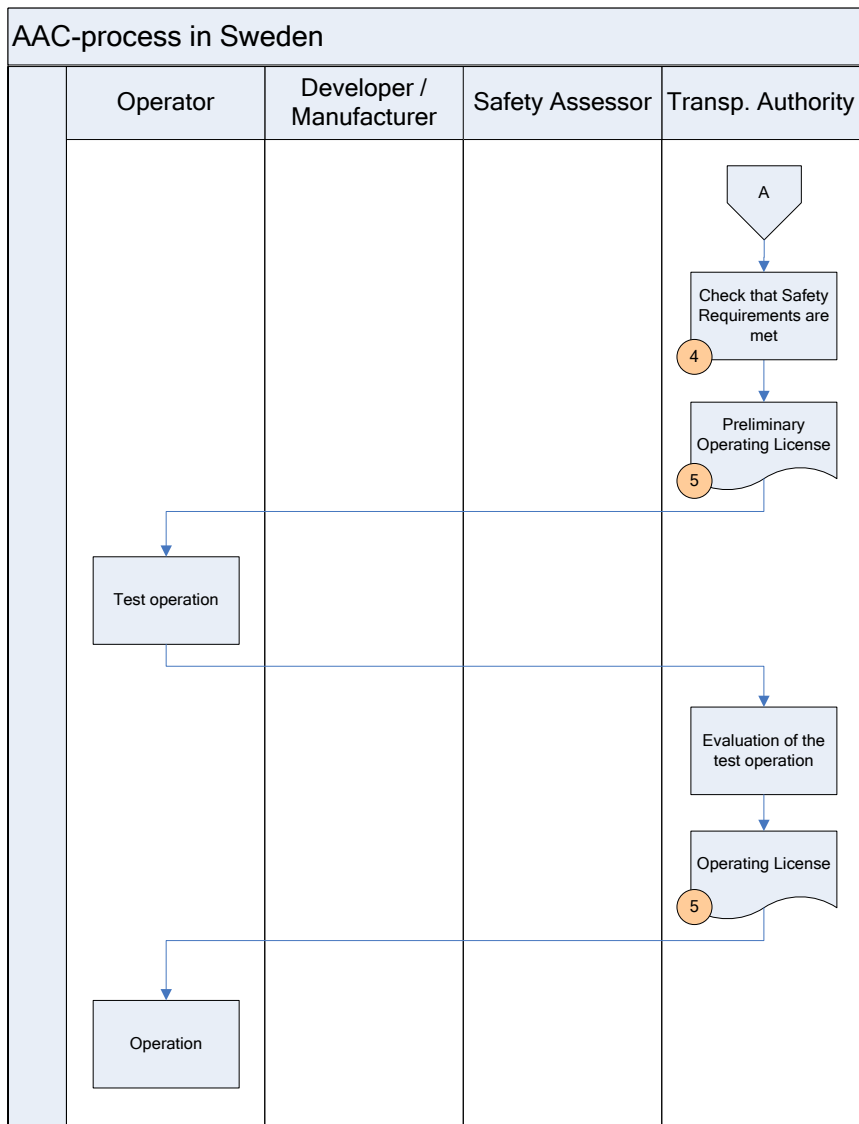 AAC-process in Sweden
Operator
Developer /
Manufacturer
Safety Assessor
Transp. Authority
A
Check that Safety
Requirements are
met
4
Preliminary
Operating License
5
Test operation
Evaluation of the
test operation
Operating License
5
Operation